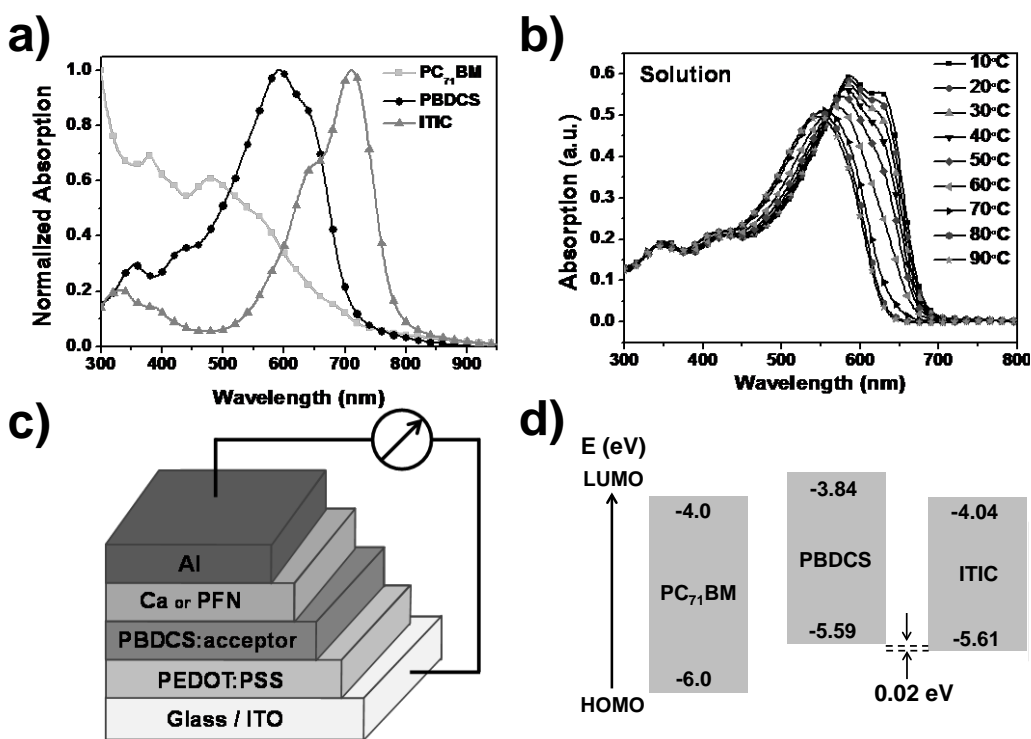 a)
PC71BM
PBDCS
ITIC
Normalized Absorption
1.0
0.8
0.6
0.4
0.2
0.0
300 400 500 600 700 800 900
Wavelength (nm)
b)
Solution
10°C
20°C
30°C
40°C
50°C
60°C
70°C
80°C
90°C
Absorption (a.u.)
0.6
0.5
0.4
0.3
0.2
0.1
0.0
300 400 500 600 700 800
Wavelength (nm)
c)
Al
Ca or PFN
PBDCS:acceptor
PEDOT:PSS
Glass / ITO
d)
E (eV)
LUMO
HOMO
-4.0
PC71BM
-6.0
-3.84
PBDCS
-5.59
-4.04
ITIC
-5.61
0.02 eV